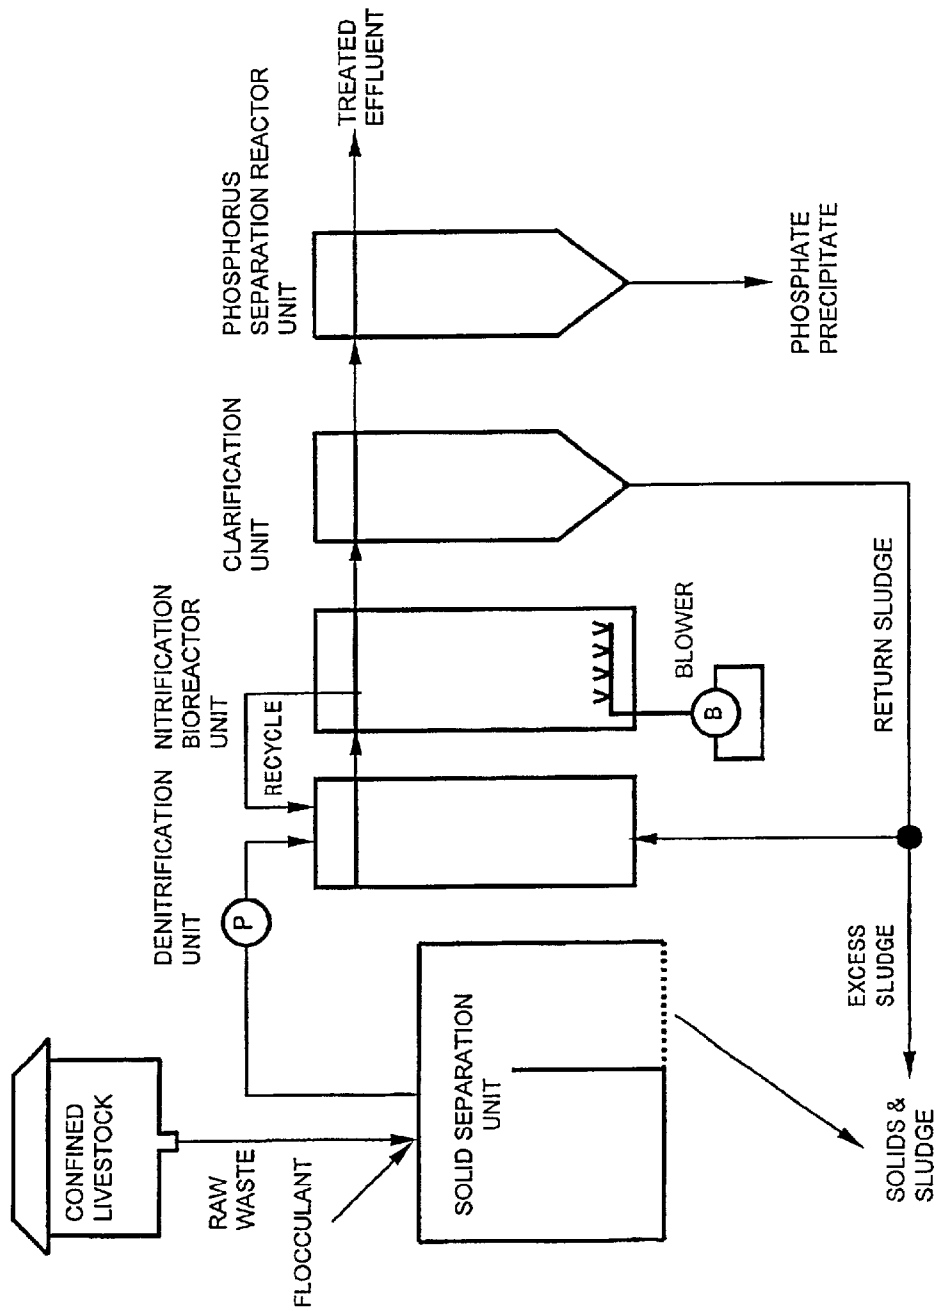 CONFINED
LIVESTOCK
RAW
WASTE
FLOCCULANT
SOLID SEPARATION
UNIT
P
DENITRIFICATION
UNIT
RECYCLE
NITRIFICATION
BIOREACTOR
UNIT
BLOWER
B
CLARIFICATION
UNIT
PHOSPHORUS
SEPARATION REACTOR
UNIT
TREATED
EFFLUENT
PHOSPHATE
PRECIPITATE
RETURN SLUDGE
EXCESS
SLUDGE
SOLIDS &
SLUDGE